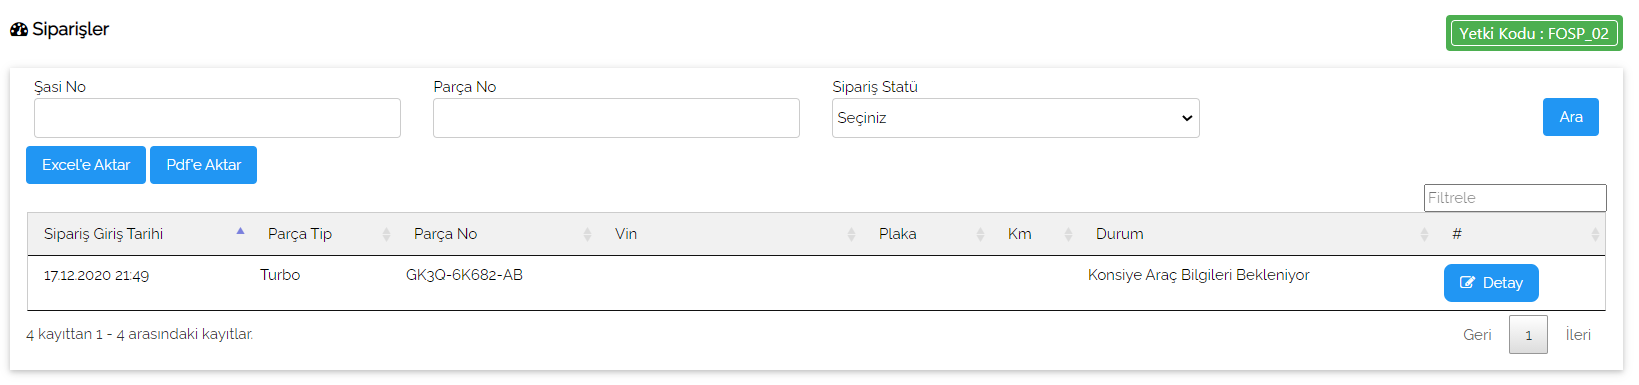 Siparişler
Yetki Kodu : FOSP_02
Şasi No
Parça No
Sipariş Statü
Seçiniz
Ara
Excel'e Aktar
Pdf'e Aktar
Filtrele
Sipariş Giriş Tarihi Parça Tip Parça No Vin Plaka Km Durum #
17.12.2020 21:49 Turbo GK3Q-6K682-AB Konsiye Araç Bilgileri Bekleniyor Detay
4 kayıttan 1 - 4 arasındaki kayıtlar.
Geri 1 İleri